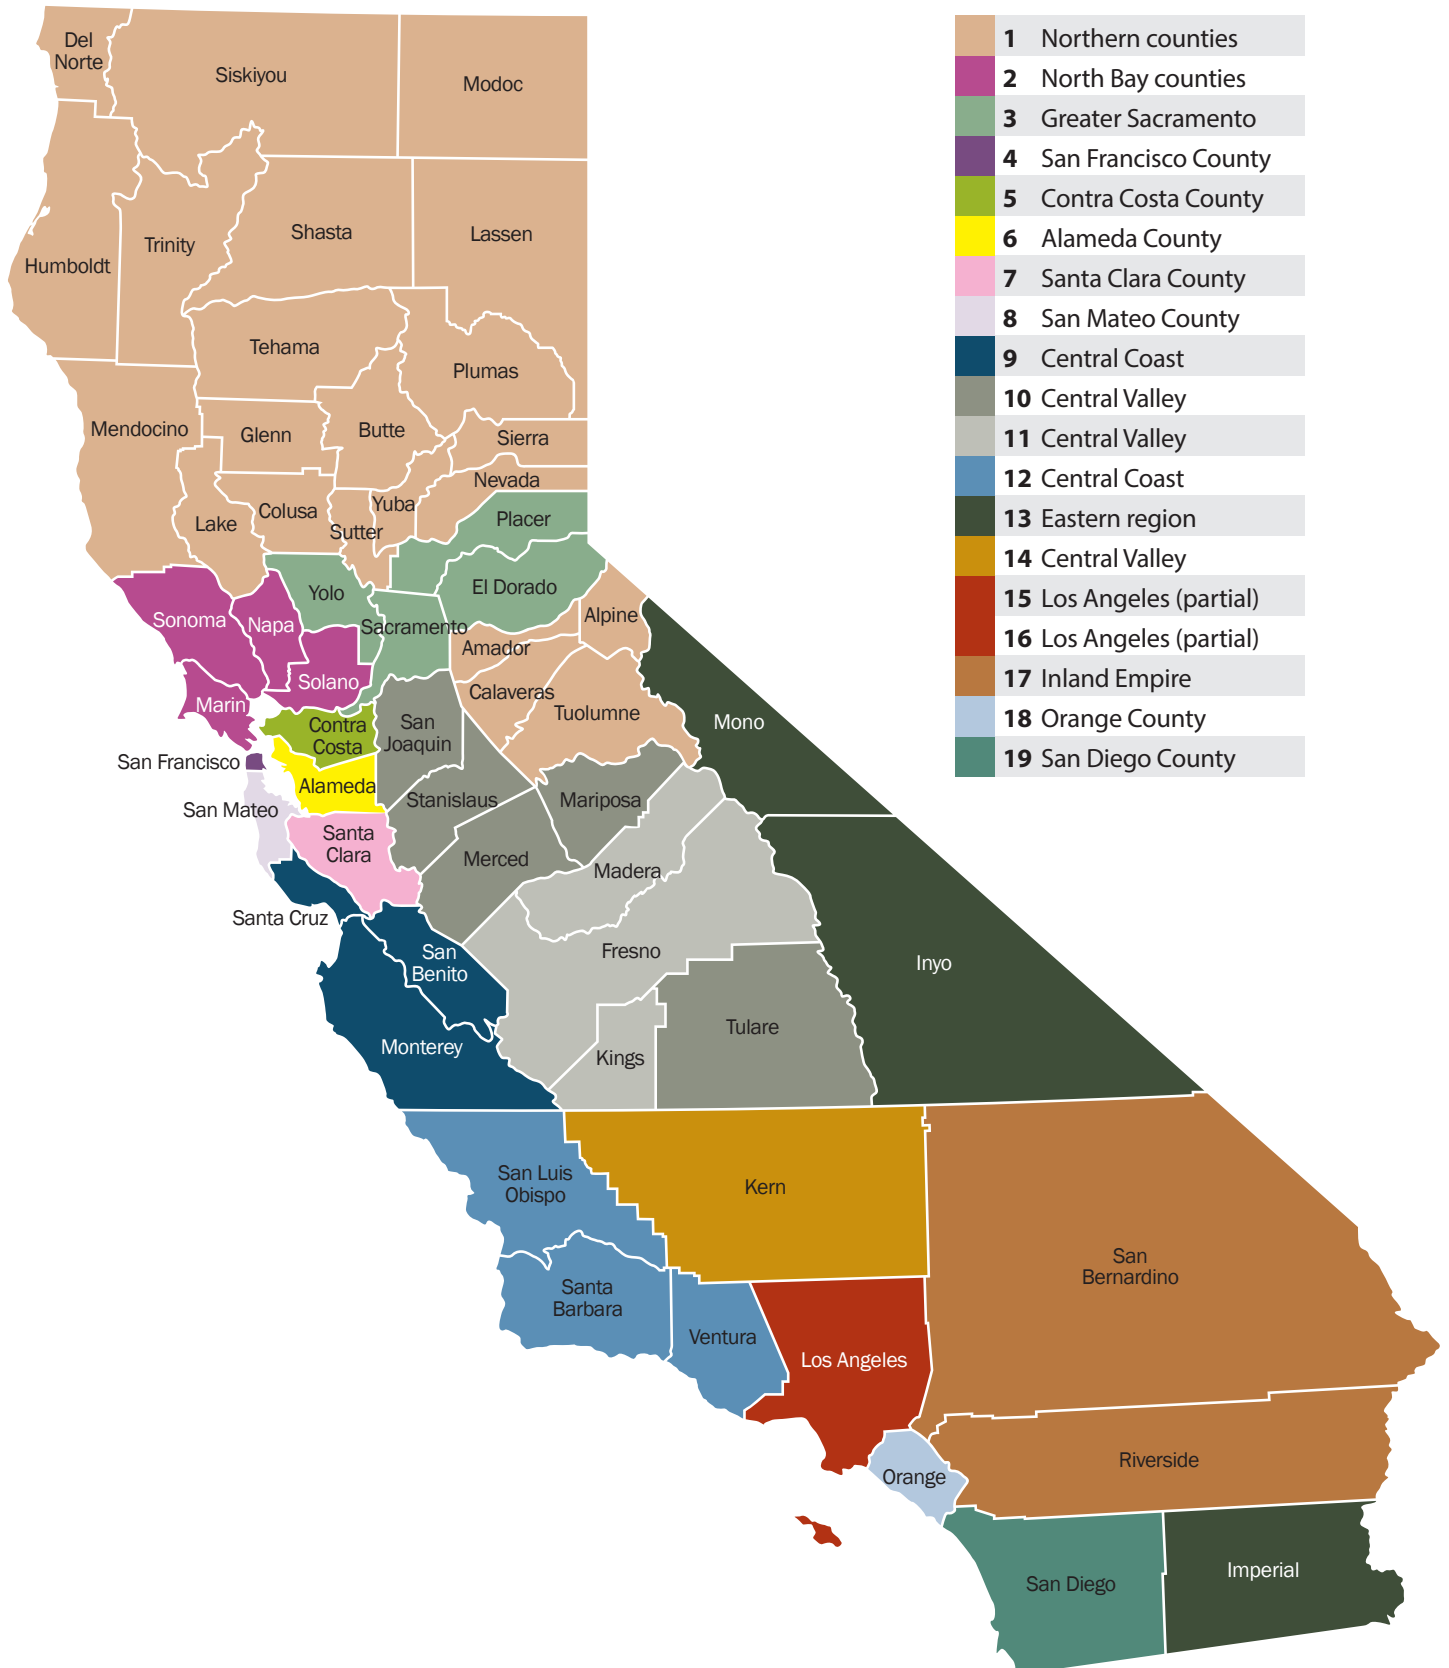 Del
Norte
Siskiyou
Modoc
Humboldt
Trinity
Shasta
Lassen
Tehama
Plumas
Mendocino
Glenn
Butte
Sierra
Nevada
Lake
Colusa
Sutter
Yuba
Placer
El Dorado
Yolo
Sonoma
Napa
Sacramento
Alpine
Amador
Solano
Marin
Calaveras
Tuolumne
Mono
Contra
Costa
San
Joaquin
San Francisco
Alameda
San Mateo
Stanislaus
Mariposa
Santa
Clara
Merced
Madera
Santa Cruz
San
Benito
Fresno
Inyo
Monterey
Kings
Tulare
San Luis
Obispo
Kern
Santa
Barbara
Ventura
Los Angeles
San
Bernardino
Orange
Riverside
San Diego
Imperial
1 Northern counties
2 North Bay counties
3 Greater Sacramento
4 San Francisco County
5 Contra Costa County
6 Alameda County
7 Santa Clara County
8 San Mateo County
9 Central Coast
10 Central Valley
11 Central Valley
12 Central Coast
13 Eastern region
14 Central Valley
15 Los Angeles (partial)
16 Los Angeles (partial)
17 Inland Empire
18 Orange County
19 San Diego County